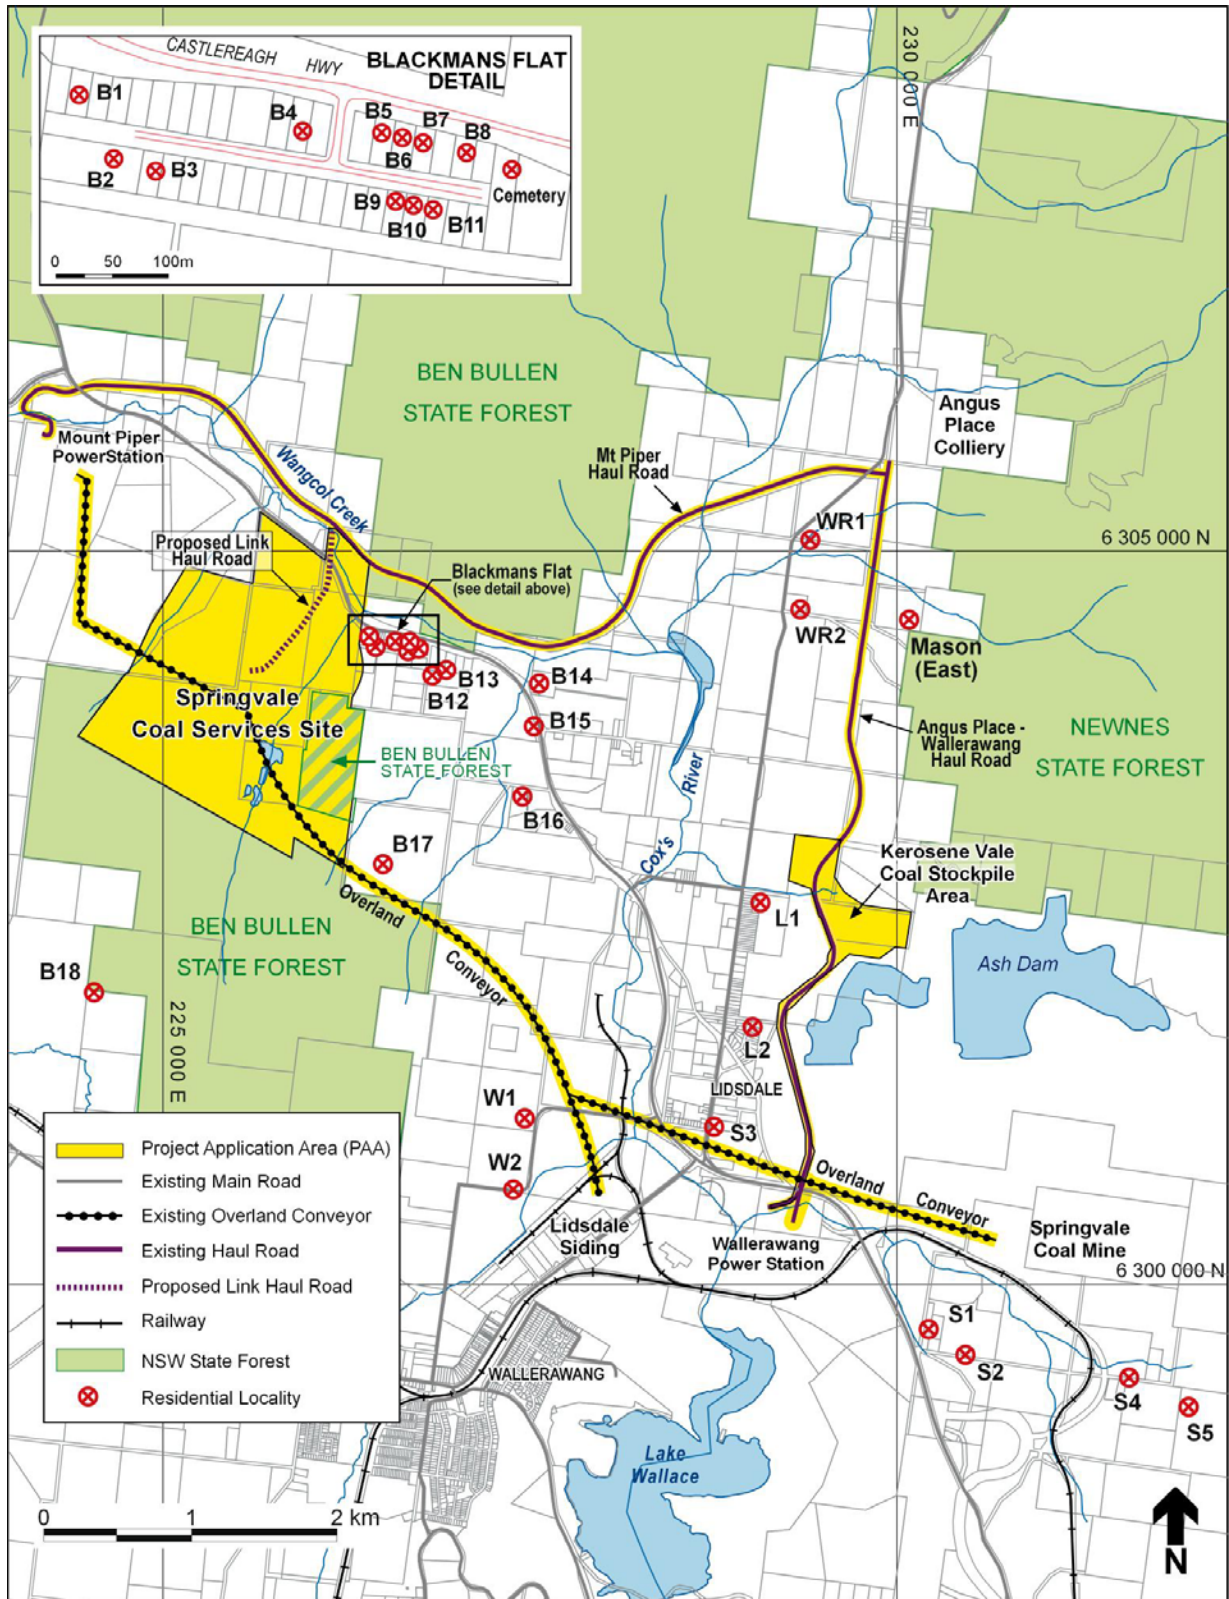 CASTLEREAGH HWY
BLACKMANS FLAT
DETAIL
B1
B4
B5
B7
B8
B6
B2
B3
Cemetery
B9
B10
B11
0 50 100m
230 000 E
BEN BULLEN
STATE FOREST
Angus
Place
Colliery
Mount Piper
PowerStation
Wangcol Creek
Mt Piper
Haul Road
WR1
6 305 000 N
Proposed Link
Haul Road
Blackmans Flat
(see detail above)
WR2
Mason
(East)
B13
B12
B14
B15
Springvale
Coal Services Site
BEN BULLEN
STATE FOREST
Angus Place -
Wallerawang
Haul Road
NEWNES
STATE FOREST
River
Cox's
B16
B17
Kerosene Vale
Coal Stockpile
Area
Overland
L1
BEN BULLEN
STATE FOREST
Conveyor
Ash Dam
B18
225 000 E
L2
LIDSDALE
W1
S3
W2
Overland
Conveyor
Lidsdale
Siding
Wallerawang
Power Station
Springvale
Coal Mine
6 300 000 N
S1
S2
S4
S5
WALLERAWANG
Lake
Wallace
Project Application Area (PAA)
Existing Main Road
Existing Overland Conveyor
Existing Haul Road
Proposed Link Haul Road
Railway
NSW State Forest
Residential Locality
0 1 2 km
N